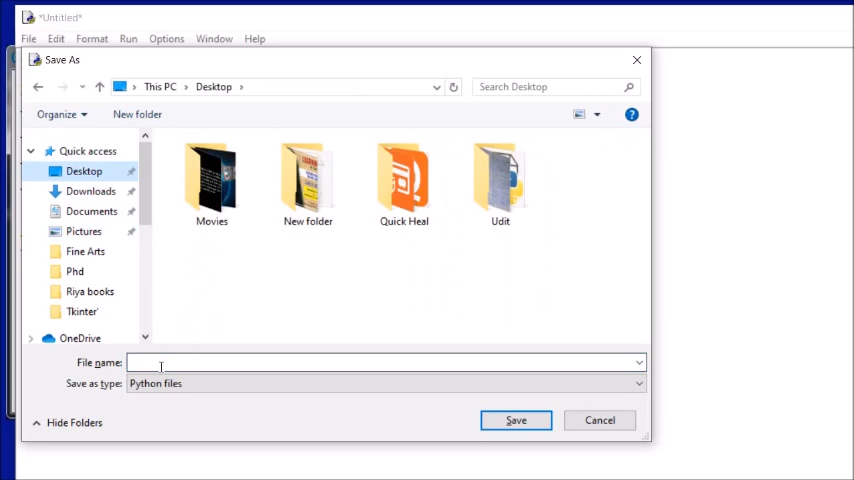 *Untitled*
File Edit Format Run Options Window Help
Save As
This PC > Desktop >
Search Desktop
Organize New folder
Quick access
Desktop
Downloads
Documents
Pictures
Fine Arts
Phd
Riya books
Tkinter'
OneDrive
Movies New folder Quick Heal Udit
File name:
Save as type: Python files
Hide Folders Save Cancel